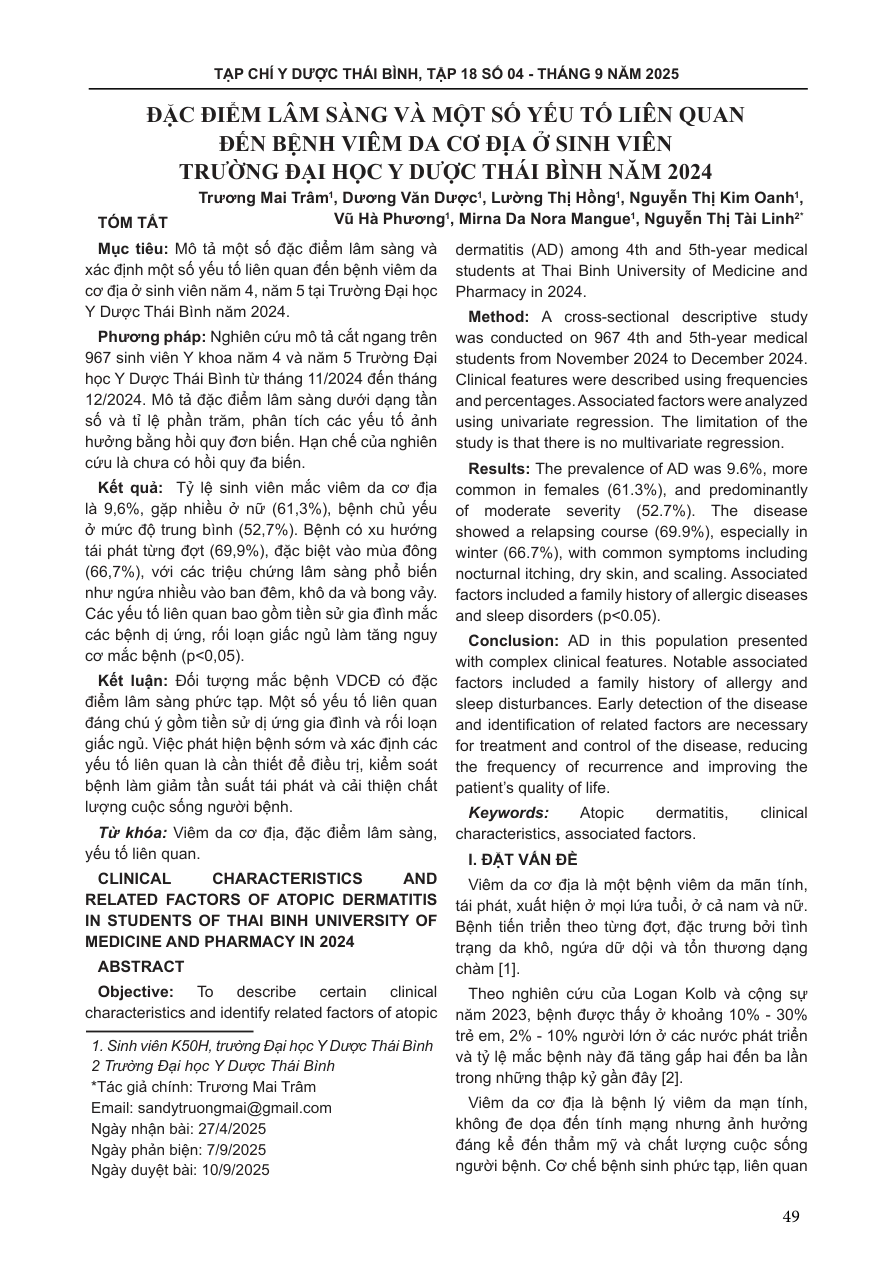 TẠP CHÍ Y DƯỢC THÁI BÌNH, TẬP 18 SỐ 04 - THÁNG 9 NĂM 2025
ĐẶC ĐIỂM LÂM SÀNG VÀ MỘT SỐ YẾU TỐ LIÊN QUAN
ĐẾN BỆNH VIÊM DA CƠ ĐỊA Ở SINH VIÊN
TRƯỜNG ĐẠI HỌC Y DƯỢC THÁI BÌNH NĂM 2024
Trương Mai Trâm¹, Dương Văn Dược¹, Lường Thị Hồng¹, Nguyễn Thị Kim Oanh¹,
Vũ Hà Phương¹, Mirna Da Nora Mangue¹, Nguyễn Thị Tài Linh²*
TÓM TẮT
Mục tiêu: Mô tả một số đặc điểm lâm sàng và
xác định một số yếu tố liên quan đến bệnh viêm da
cơ địa ở sinh viên năm 4, năm 5 tại Trường Đại học
Y Dược Thái Bình năm 2024.
Phương pháp: Nghiên cứu mô tả cắt ngang trên
967 sinh viên Y khoa năm 4 và năm 5 Trường Đại
học Y Dược Thái Bình từ tháng 11/2024 đến tháng
12/2024. Mô tả đặc điểm lâm sàng dưới dạng tần
số và tỉ lệ phần trăm, phân tích các yếu tố ảnh
hưởng bằng hồi quy đơn biến. Hạn chế của nghiên
cứu là chưa có hồi quy đa biến.
Kết quả: Tỷ lệ sinh viên mắc viêm da cơ địa
là 9,6%, gặp nhiều ở nữ (61,3%), bệnh chủ yếu
ở mức độ trung bình (52,7%). Bệnh có xu hướng
tái phát từng đợt (69,9%), đặc biệt vào mùa đông
(66,7%), với các triệu chứng lâm sàng phổ biến
như ngứa nhiều vào ban đêm, khô da và bong vảy.
Các yếu tố liên quan bao gồm tiền sử gia đình mắc
các bệnh dị ứng, rối loạn giấc ngủ làm tăng nguy
cơ mắc bệnh (p<0,05).
Kết luận: Đối tượng mắc bệnh VDCĐ có đặc
điểm lâm sàng phức tạp. Một số yếu tố liên quan
đáng chú ý gồm tiền sử dị ứng gia đình và rối loạn
giấc ngủ. Việc phát hiện bệnh sớm và xác định các
yếu tố liên quan là cần thiết để điều trị, kiểm soát
bệnh làm giảm tần suất tái phát và cải thiện chất
lượng cuộc sống người bệnh.
Từ khóa: Viêm da cơ địa, đặc điểm lâm sàng,
yếu tố liên quan.
CLINICAL CHARACTERISTICS AND
RELATED FACTORS OF ATOPIC DERMATITIS
IN STUDENTS OF THAI BINH UNIVERSITY OF
MEDICINE AND PHARMACY IN 2024
ABSTRACT
Objective: To describe certain clinical
characteristics and identify related factors of atopic
1. Sinh viên K50H, trường Đại học Y Dược Thái Bình
2 Trường Đại học Y Dược Thái Bình
*Tác giả chính: Trương Mai Trâm
Email: sandytruongmai@gmail.com
Ngày nhận bài: 27/4/2025
Ngày phản biện: 7/9/2025
Ngày duyệt bài: 10/9/2025
dermatitis (AD) among 4th and 5th-year medical
students at Thai Binh University of Medicine and
Pharmacy in 2024.
Method: A cross-sectional descriptive study
was conducted on 967 4th and 5th-year medical
students from November 2024 to December 2024.
Clinical features were described using frequencies
and percentages. Associated factors were analyzed
using univariate regression. The limitation of the
study is that there is no multivariate regression.
Results: The prevalence of AD was 9.6%, more
common in females (61.3%), and predominantly
of moderate severity (52.7%). The disease
showed a relapsing course (69.9%), especially in
winter (66.7%), with common symptoms including
nocturnal itching, dry skin, and scaling. Associated
factors included a family history of allergic diseases
and sleep disorders (p<0.05).
Conclusion: AD in this population presented
with complex clinical features. Notable associated
factors included a family history of allergy and
sleep disturbances. Early detection of the disease
and identification of related factors are necessary
for treatment and control of the disease, reducing
the frequency of recurrence and improving the
patient's quality of life.
Keywords: Atopic dermatitis, clinical
characteristics, associated factors.
I. ĐẶT VẤN ĐỀ
Viêm da cơ địa là một bệnh viêm da mãn tính,
tái phát, xuất hiện ở mọi lứa tuổi, ở cả nam và nữ.
Bệnh tiến triển theo từng đợt, đặc trưng bởi tình
trạng da khô, ngứa dữ dội và tổn thương dạng
chàm [1].
Theo nghiên cứu của Logan Kolb và cộng sự
năm 2023, bệnh được thấy ở khoảng 10% - 30%
trẻ em, 2% - 10% người lớn ở các nước phát triển
và tỷ lệ mắc bệnh này đã tăng gấp hai đến ba lần
trong những thập kỷ gần đây [2].
Viêm da cơ địa là bệnh lý viêm da mạn tính,
không đe dọa đến tính mạng nhưng ảnh hưởng
đáng kể đến thẩm mỹ và chất lượng cuộc sống
người bệnh. Cơ chế bệnh sinh phức tạp, liên quan
49